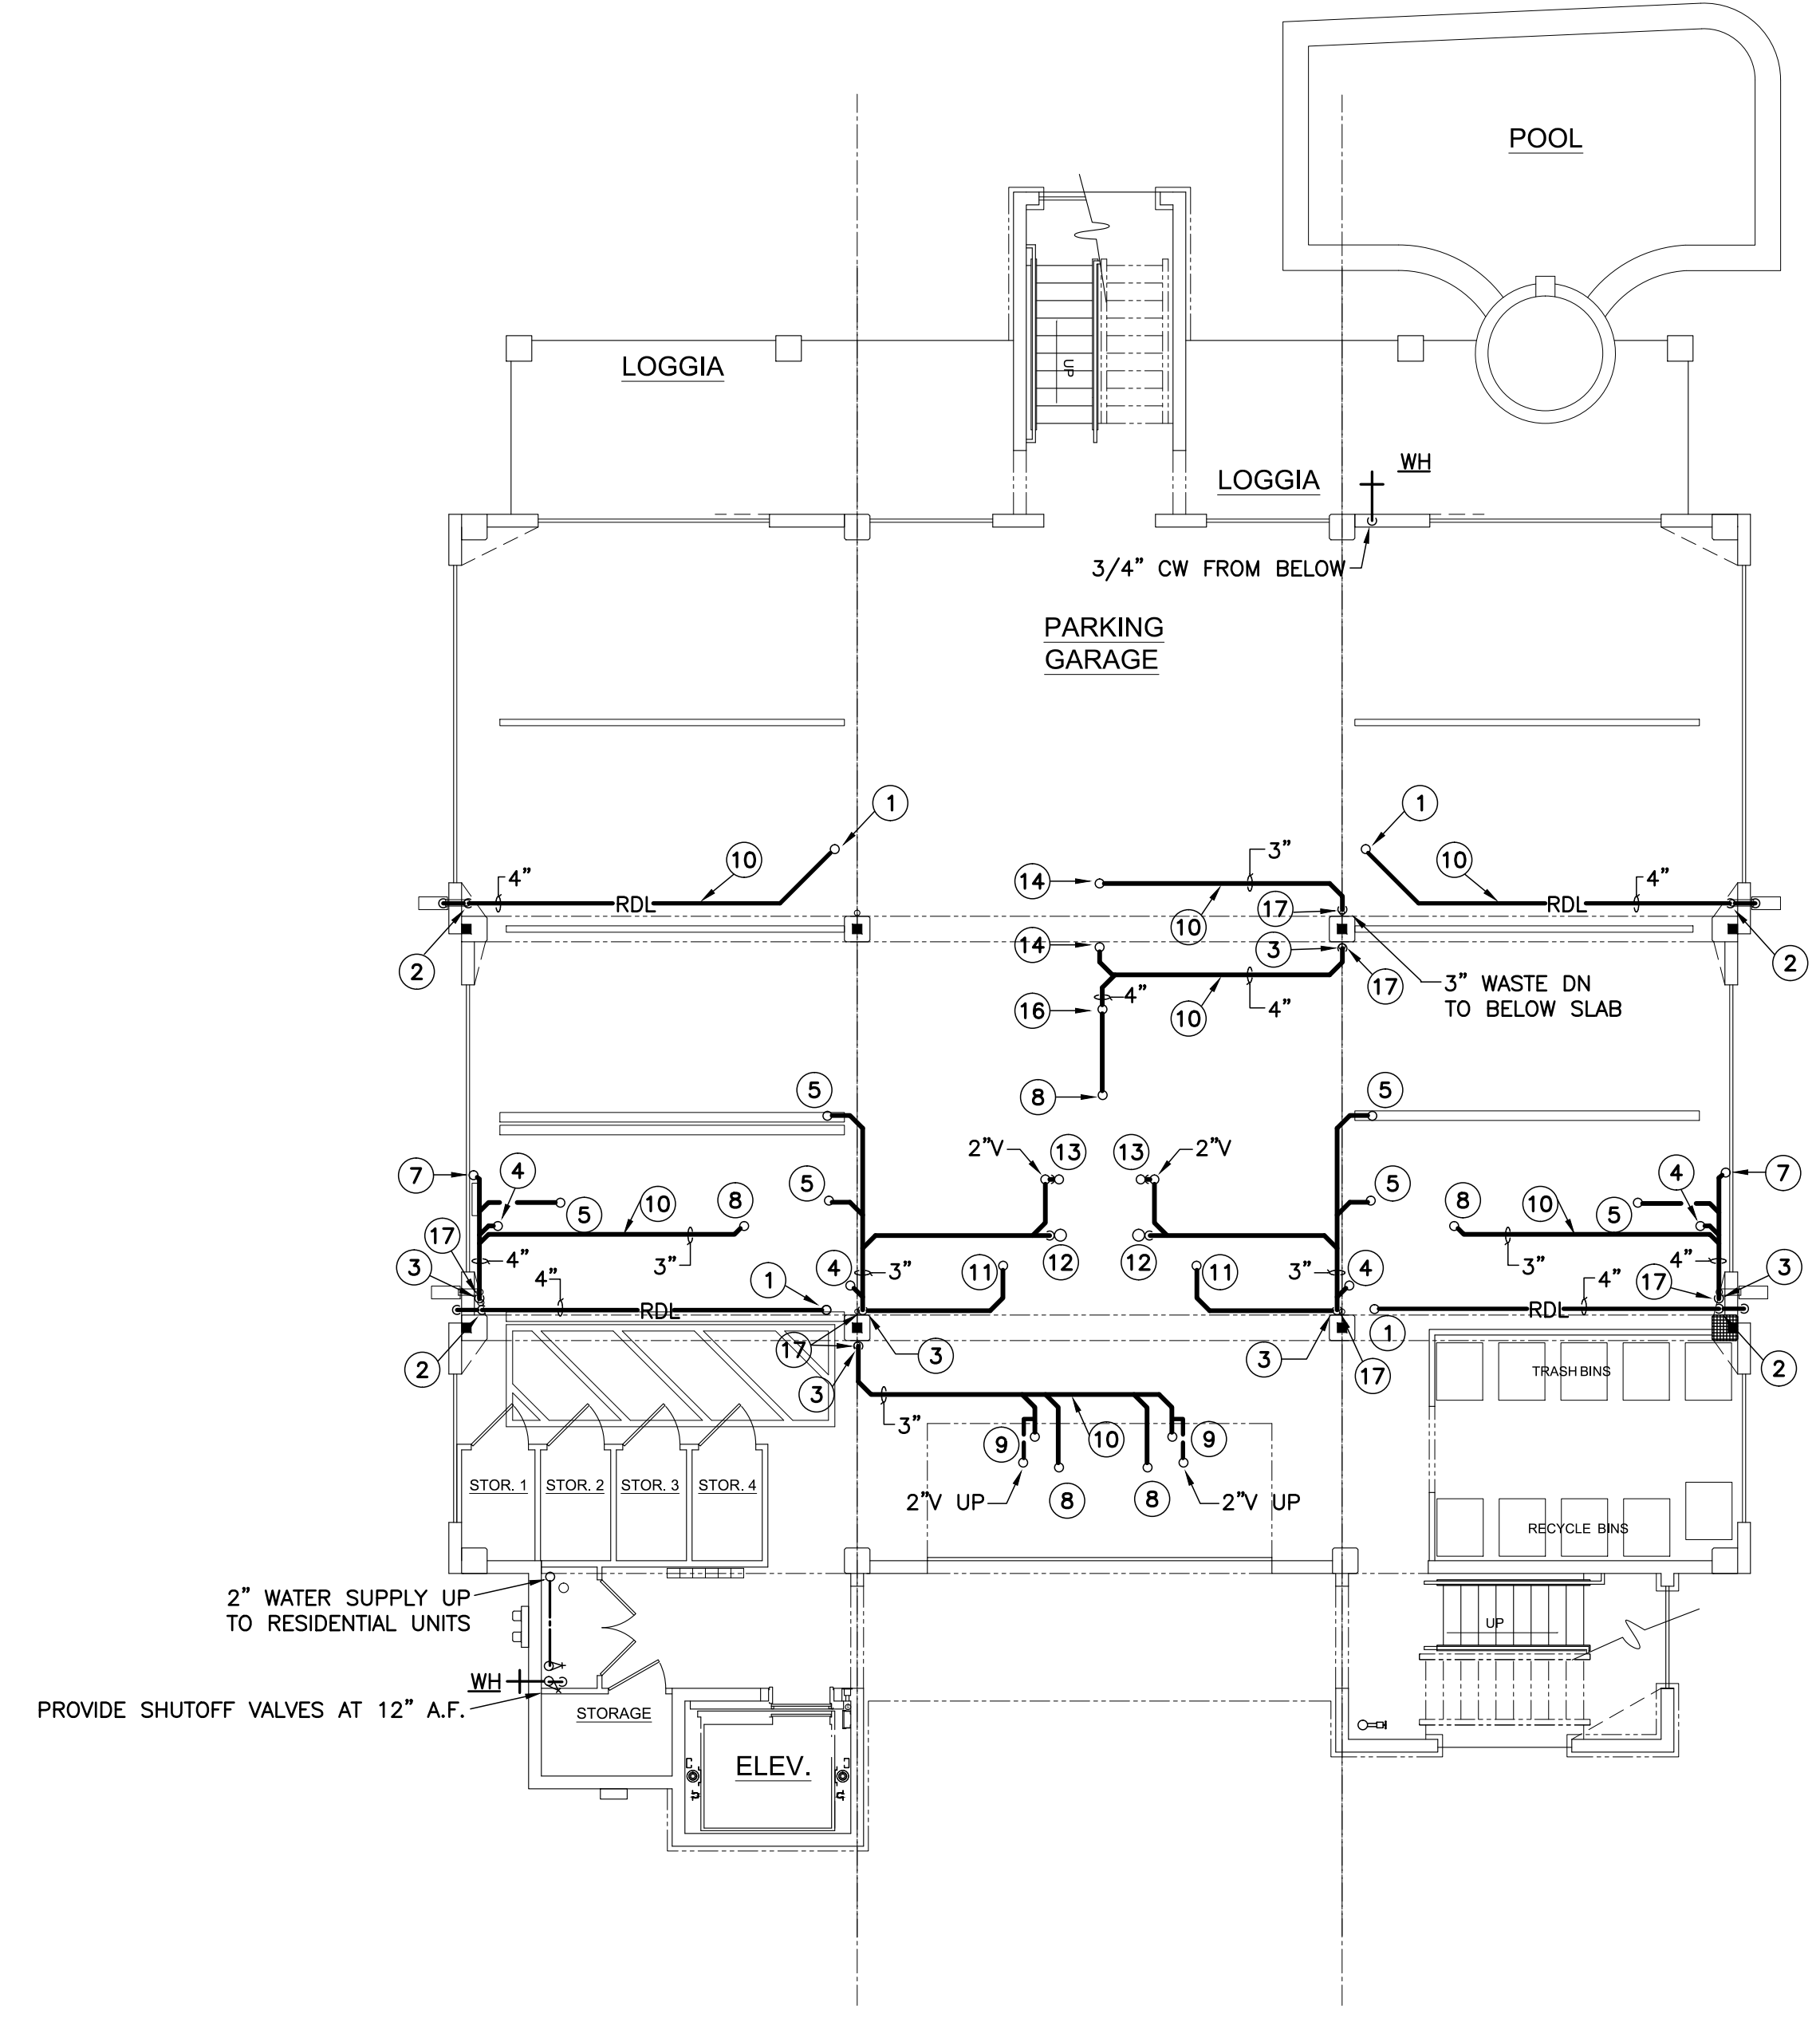 POOL
LOGGIA
UP
WH
LOGGIA
3/4" CW FROM BELOW
PARKING
GARAGE
1
1
10
4"
RDL
3"
14
10
4"
RDL
10
17
2
14
3
17
2
3" WASTE DN
TO BELOW SLAB
4"
16
10
4"
5
8
5
2"V
13
13
2"V
7
4
5
10
8
5
5
8
10
5
4
7
17
3
4"
3"
12
12
4"
3"
11
11
3"
4
3"
4"
17
3
4
4"
1
RDL
4"
RDL
1
2
17
3
3
3
17
2
TRASH BINS
3"
9
10
9
STOR. 1
STOR. 2
STOR. 3
STOR. 4
2"V UP
8
8
2"V UP
RECYCLE BINS
2" WATER SUPPLY UP
TO RESIDENTIAL UNITS
UP
WH
PROVIDE SHUTOFF VALVES AT 12" A.F.
STORAGE
ELEV.